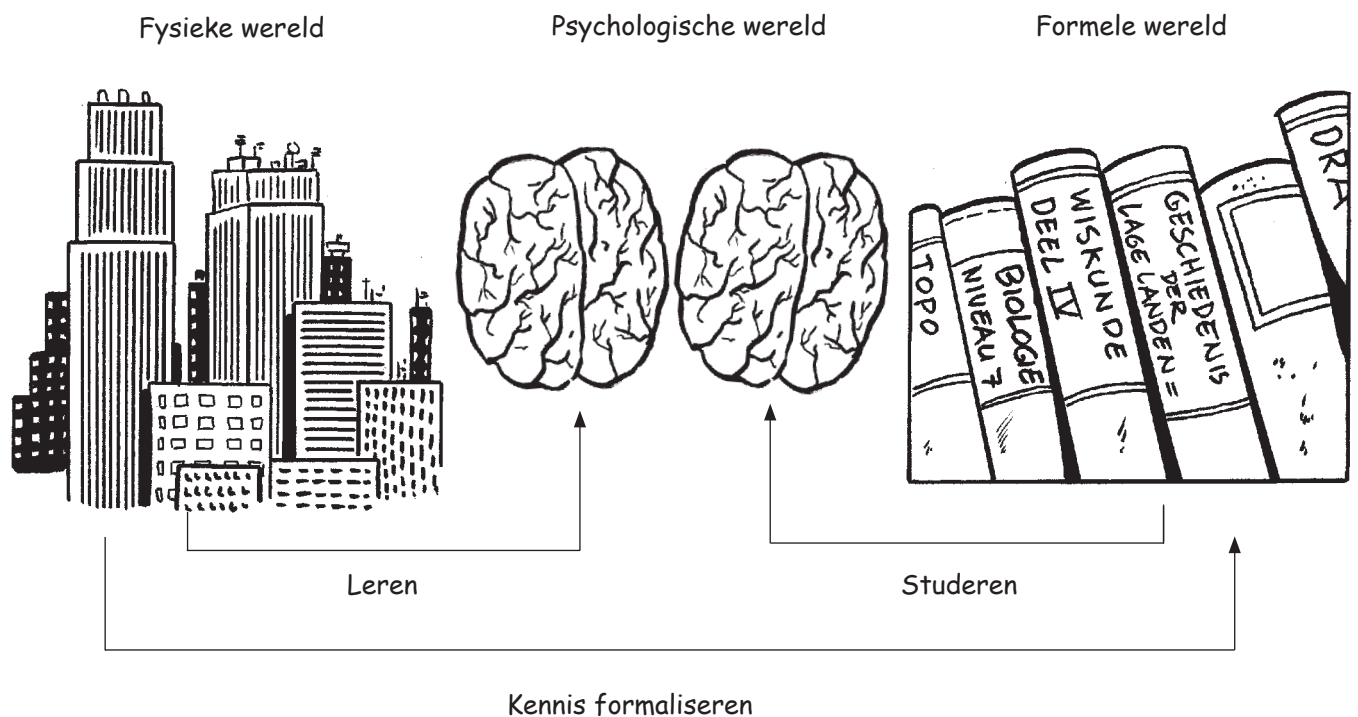 Fysieke wereld
Psychologische wereld
Formele wereld
TOPO
BIOLOGIE
NIVEAU 7
WISKUNDE
DEEL IV
GESCHIEDENIS
DER
LAGE LANDEN =
DRA
Leren
Studeren
Kennis formaliseren